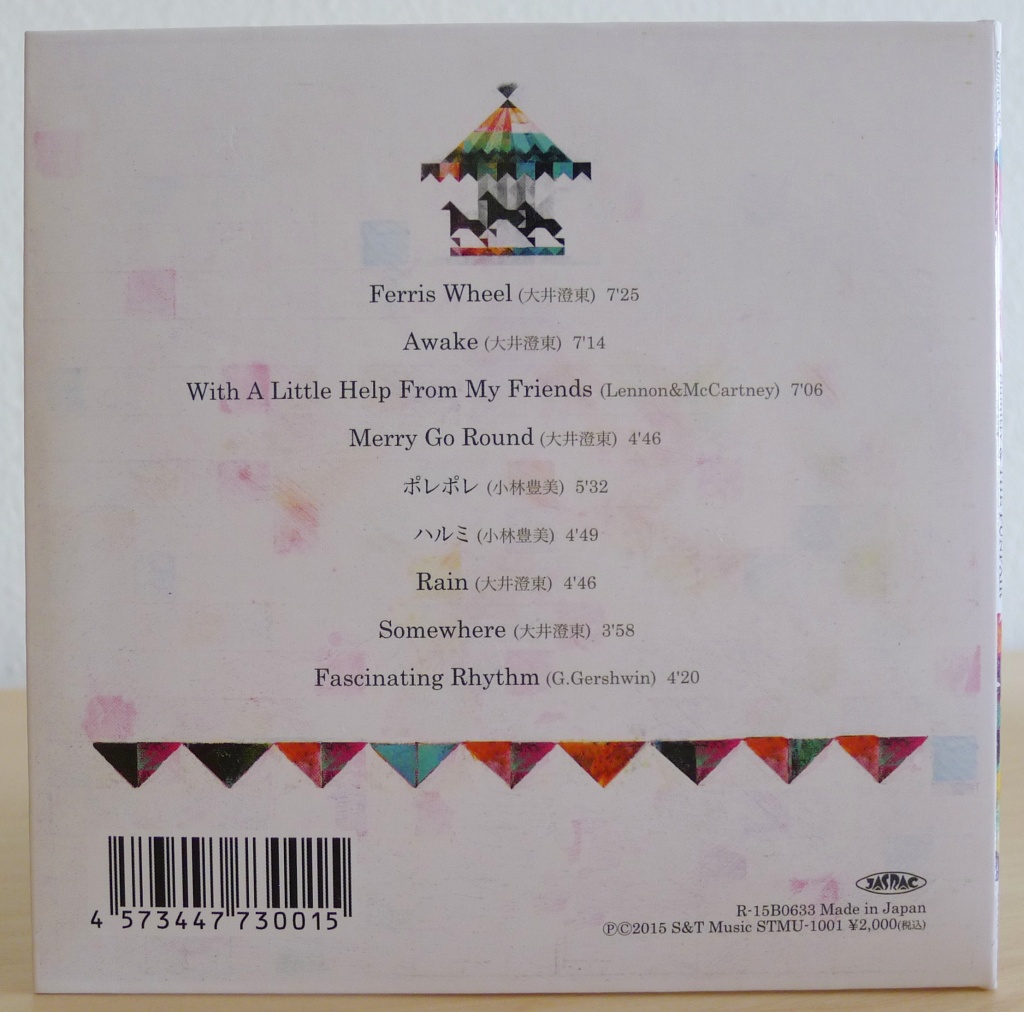 Ferris Wheel (大井澄東) 7'25
Awake (大井澄東) 7'14
With A Little Help From My Friends (Lennon&McCartney) 7'06
Merry Go Round (大井澄東) 4'46
ポレポレ (小林豊美) 5'32
ハルミ (小林豊美) 4'49
Rain (大井澄東) 4'46
Somewhere (大井澄東) 3'58
Fascinating Rhythm (G.Gershwin) 4'20
4 573447 730015
JASRAC
R-15B0633 Made in Japan
ⓅⒸ2015 S&T Music STMU-1001 ¥2,000(税込)